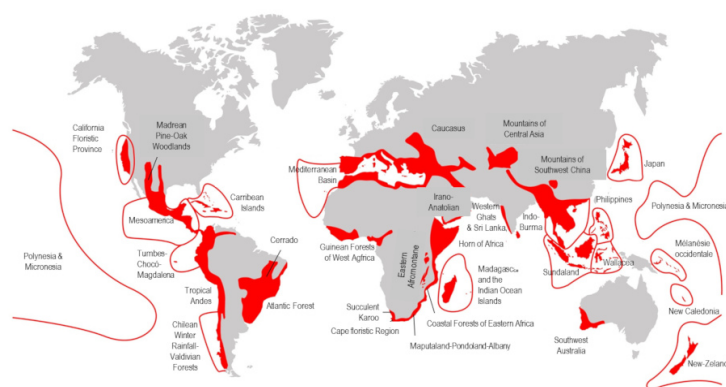 California
Floristic
Province
Madrean
Pine-Oak
Woodlands
Caribbean
Islands
Mesoamerica
Polynesia &
Micronesia
Tumbes-
Chocó-
Magdalena
Tropical
Andes
Chilean
Winter
Rainfall-
Valdivian
Forests
Cerrado
Atlantic Forest
Mediterranean
Basin
Caucasus
Mountains of
Central Asia
Mountains of
Southwest China
Japan
Irano-
Anatolian
Western
Ghats
& Sri Lanka
Indo-
Burma
Philippines
Polynesia & Micronesia
Guinean Forests
of West Aghrica
Horn of Africa
Eastern
Afromontane
Madagascar
and the
Indian Ocean
Islands
Sundaland
Wallacea
Mélanésie
occidentale
New Caledonia
Succulent
Karoo
Cape floristic Region
Coastal Forests of Eastern Africa
Maputaland-Pondoland-Albany
Southwest
Australia
New-Zeland